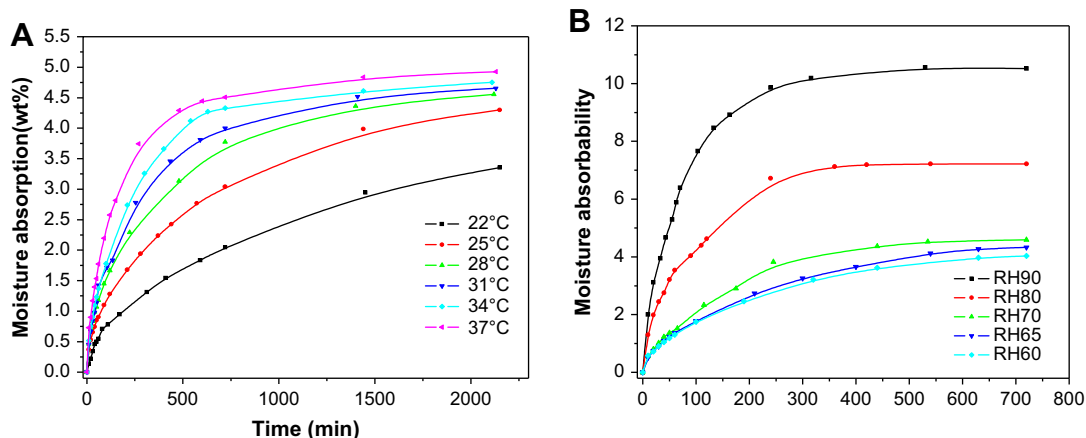 A
Moisture absorption(wt%)
5.5
5.0
4.5
4.0
3.5
3.0
2.5
2.0
1.5
1.0
0.5
0.0
22°C
25°C
28°C
31°C
34°C
37°C
0 500 1000 1500 2000
Time (min)
B
Moisture absorbability
12
10
8
6
4
2
0
RH90
RH80
RH70
RH65
RH60
0 100 200 300 400 500 600 700 800